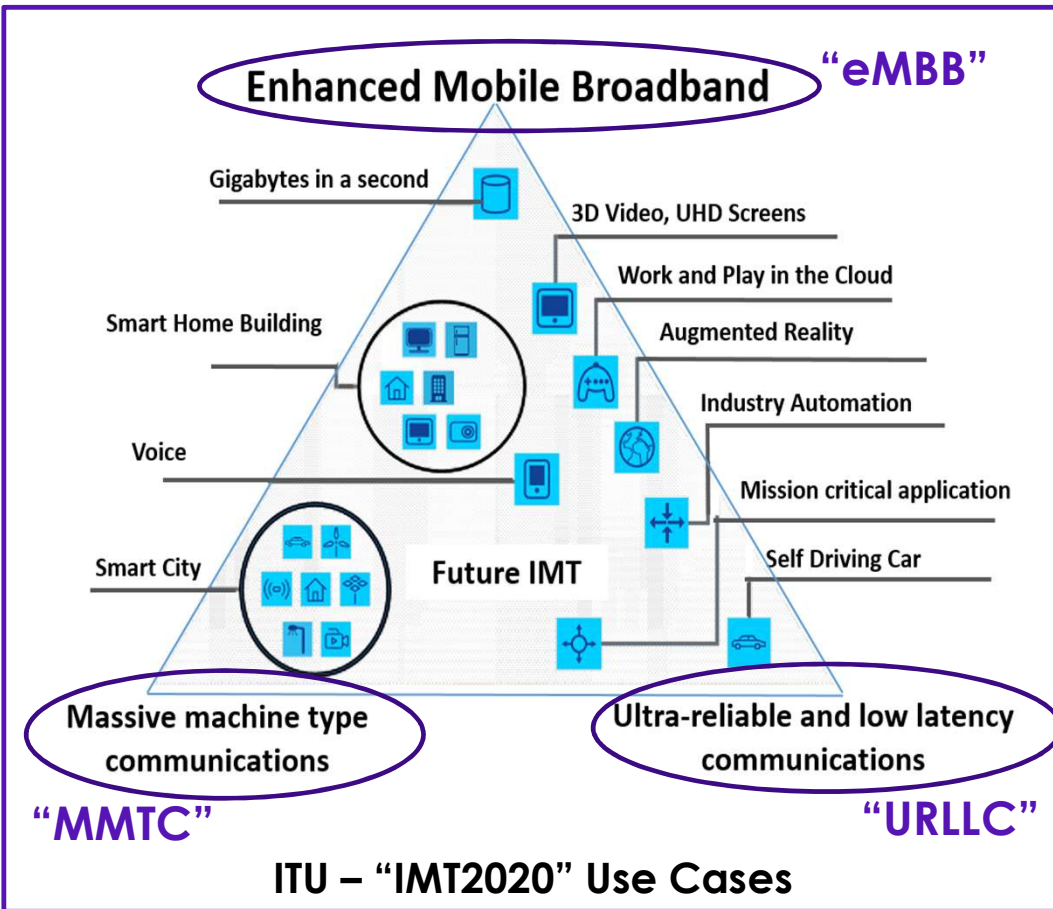 Enhanced Mobile Broadband
“eMBB”
Gigabytes in a second
3D Video, UHD Screens
Work and Play in the Cloud
Smart Home Building
Augmented Reality
Industry Automation
Voice
Mission critical application
Smart City
Future IMT
Self Driving Car
Massive machine type
communications
Ultra-reliable and low latency
communications
“MMTC”
“URLLC”
ITU – “IMT2020” Use Cases